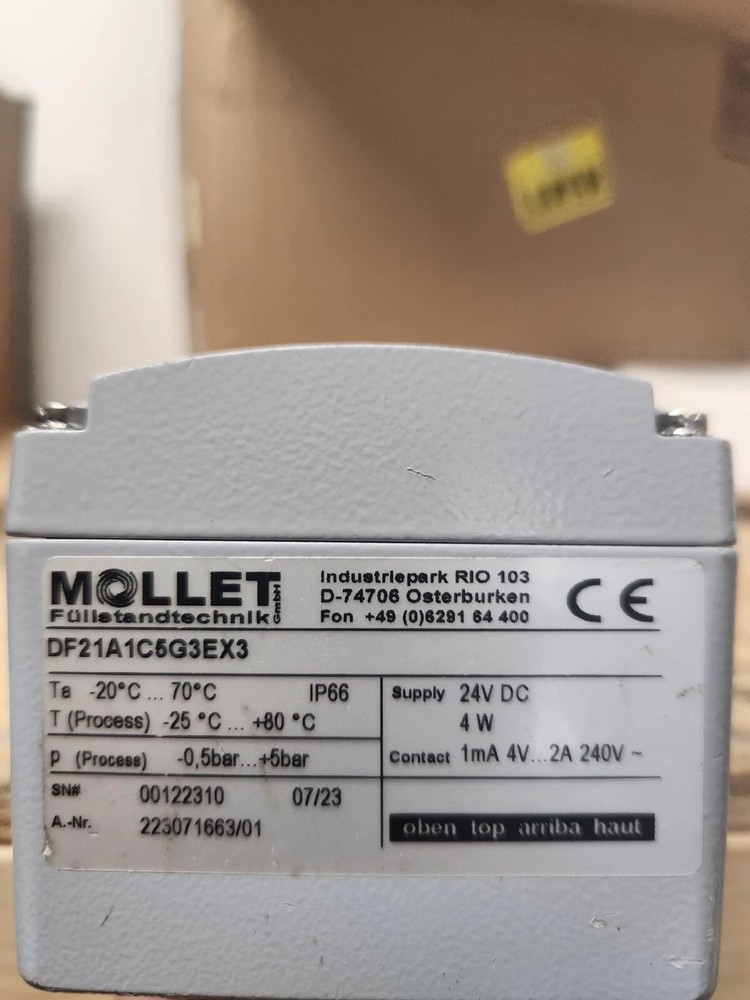 MOLLET GmbH
Füllstandtechnik
Industriepark RIO 103
D-74706 Osterburken
Fon +49 (0)6291 64 400
CE
DF21A1C5G3EX3
Ta -20°C ... 70°C IP66
T (Process) -25 °C ... +80 °C
p (Process) -0,5bar...+5bar
SN# 00122310 07/23
A.-Nr. 223071663/01
Supply 24V DC
4 W
Contact 1mA 4V...2A 240V ~
oben top arriba haut